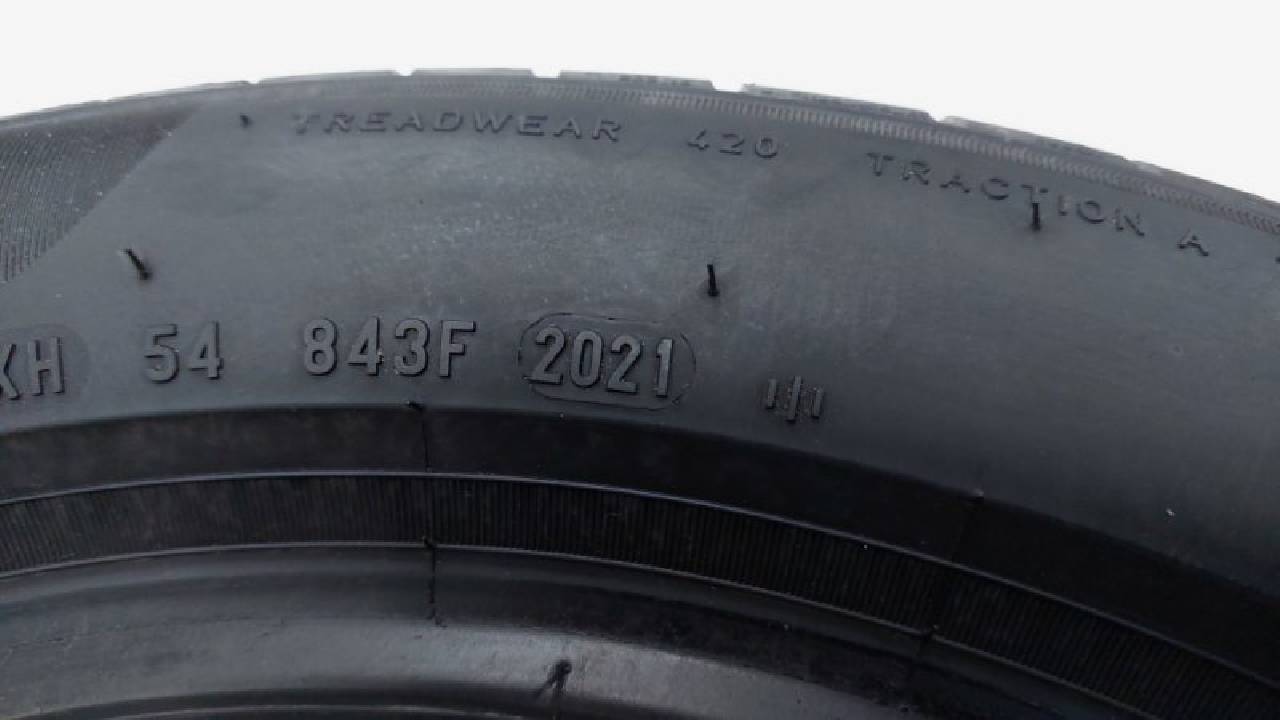 TREADWEAR 420 TRACTION A
XH 54 843F 2021